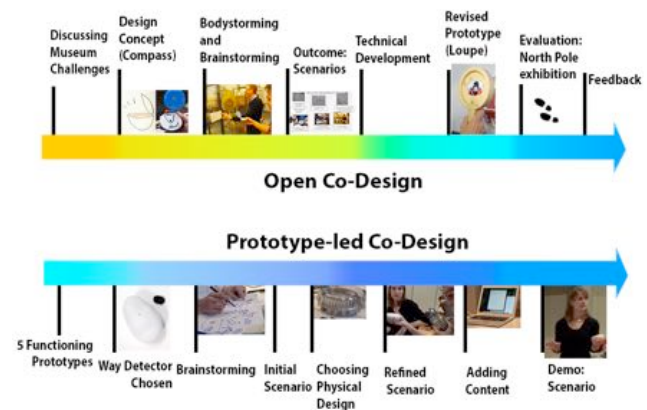 Discussing
Museum
Challenges
Design
Concept
(Compass)
Bodystorming
and
Brainstorming
Outcome:
Scenarios
Technical
Development
Revised
Prototype
(Loupe)
Evaluation:
North Pole
exhibition
Feedback
Open Co-Design
Prototype-led Co-Design
5 Functioning
Prototypes
Way Detector
Chosen
Brainstorming
Initial
Scenario
Choosing
Physical
Design
Refined
Scenario
Adding
Content
Demo:
Scenario